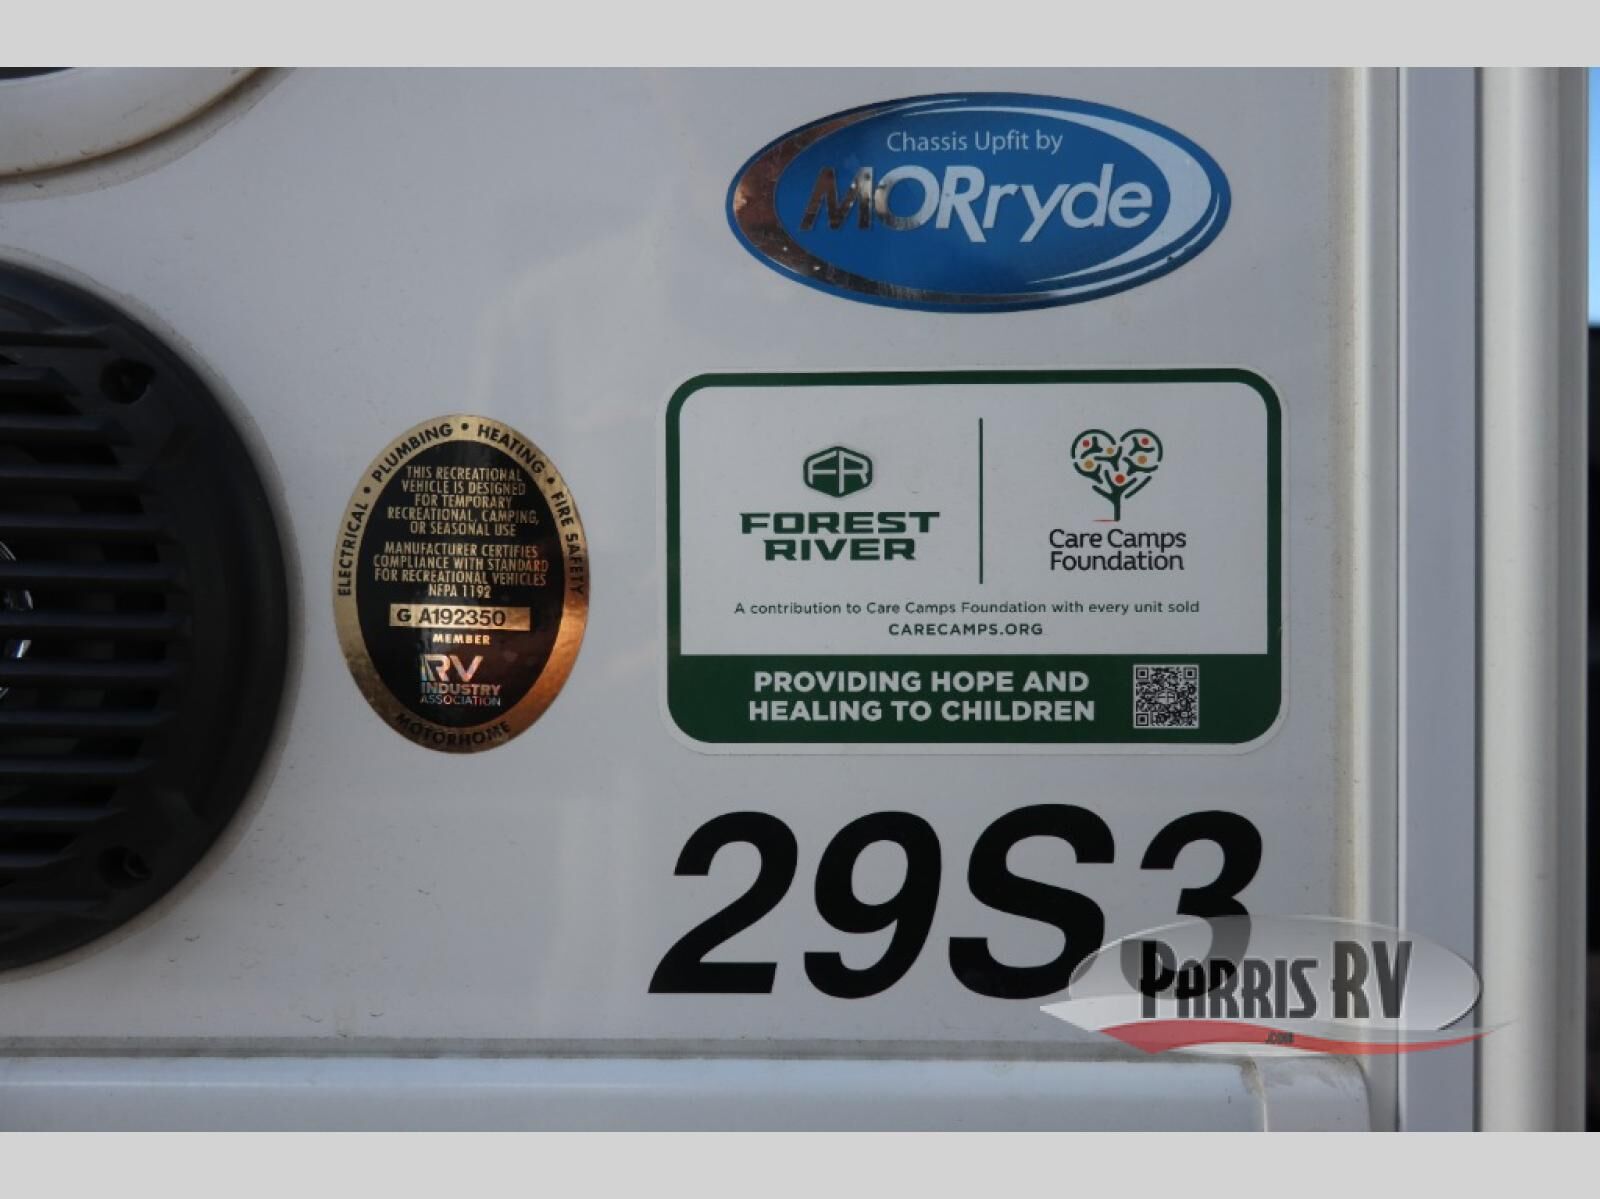 Chassis Upfit by
MORryde
ELECTRICAL • PLUMBING • HEATING • FIRE SAFETY
THIS RECREATIONAL
VEHICLE IS DESIGNED
FOR TEMPORARY
RECREATIONAL, CAMPING,
OR SEASONAL USE
MANUFACTURER CERTIFIES
COMPLIANCE WITH STANDARD
FOR RECREATIONAL VEHICLES
NFPA 1192
G A192350
MEMBER
RV
INDUSTRY
ASSOCIATION
MOTORHOME
FR
FOREST
RIVER
Care Camps
Foundation
A contribution to Care Camps Foundation with every unit sold
CARECAMPS.ORG
PROVIDING HOPE AND
HEALING TO CHILDREN
29S3
PARRIS RV
.COM